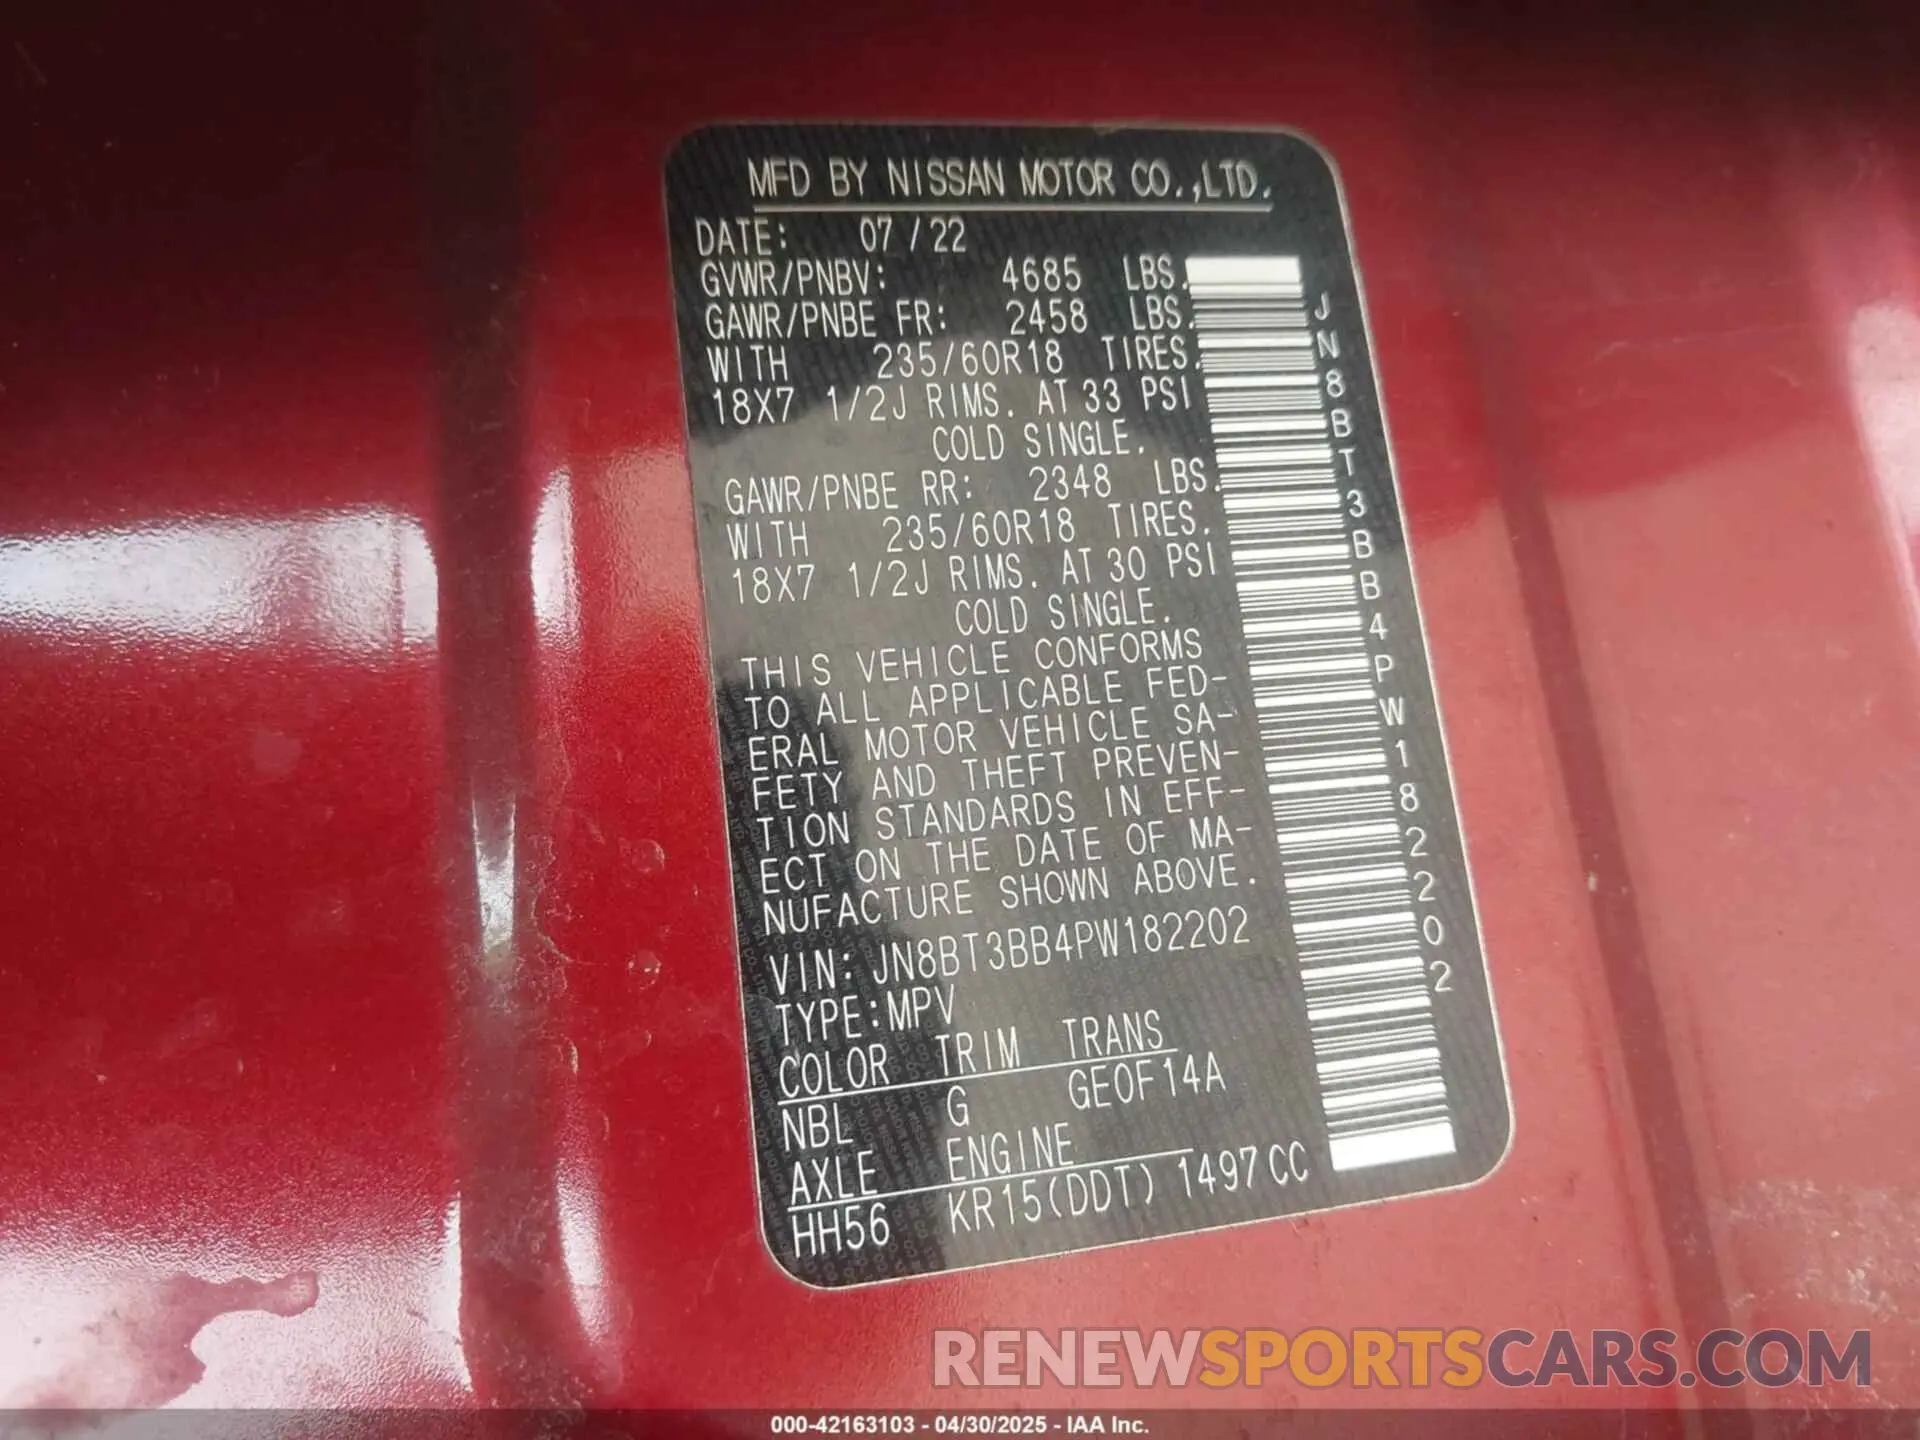 MFD BY NISSAN MOTOR CO.,LTD.
DATE: 07/22
GVWR/PNBV: 4685 LBS.
GAWR/PNBE FR: 2458 LBS.
WITH 235/60R18 TIRES.
18X7 1/2J RIMS. AT 33 PSI
COLD SINGLE.
GAWR/PNBE RR: 2348 LBS.
WITH 235/60R18 TIRES.
18X7 1/2J RIMS. AT 30 PSI
COLD SINGLE.
THIS VEHICLE CONFORMS
TO ALL APPLICABLE FED-
ERAL MOTOR VEHICLE SA-
FETY AND THEFT PREVEN-
TION STANDARDS IN EFF-
ECT ON THE DATE OF MA-
NUFACTURE SHOWN ABOVE.
VIN: JN8BT3BB4PW182202
TYPE:MPV
COLOR TRIM TRANS
NBL G GE0F14A
AXLE ENGINE
HH56 KR15(DDT) 1497CC
JN8BT3BB4PW182202
RENEWSPORTSCARS.COM
000-42163103 - 04/30/2025 - IAA Inc.